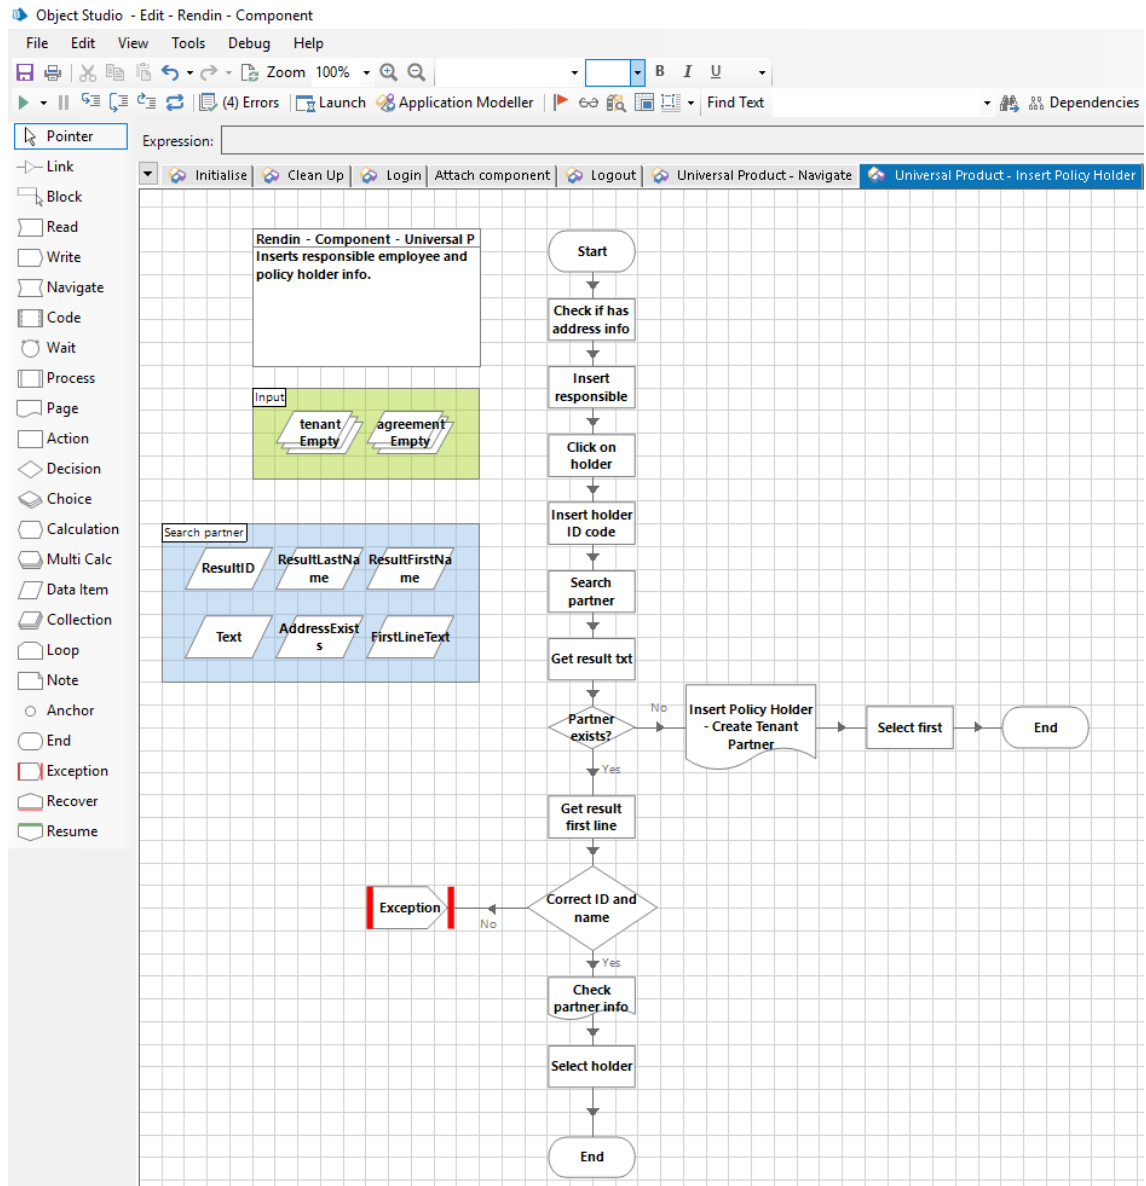 Object Studio - Edit - Rendin - Component
File Edit View Tools Debug Help
Zoom 100% B I U
(4) Errors Launch Application Modeller Find Text Dependencies
Pointer
Expression:
Link
Block
Read
Write
Navigate
Code
Wait
Process
Page
Action
Decision
Choice
Calculation
Multi Calc
Data Item
Collection
Loop
Note
Anchor
End
Exception
Recover
Resume
Initialise Clean Up Login Attach component Logout Universal Product - Navigate Universal Product - Insert Policy Holder
Rendin - Component - Universal P
Inserts responsible employee and
policy holder info.
Input
tenant
Empty
agreement
Empty
Search partner
ResultID
ResultLastNa
me
ResultFirstNa
me
Text
AddressExist
s
FirstLineText
Start
Check if has
address info
Insert
responsible
Click on
holder
Insert holder
ID code
Search
partner
Get result txt
Partner
exists?
No
Insert Policy Holder
- Create Tenant
Partner
Select first
End
Yes
Get result
first line
Correct ID and
name
No
Exception
Yes
Check
partner info
Select holder
End